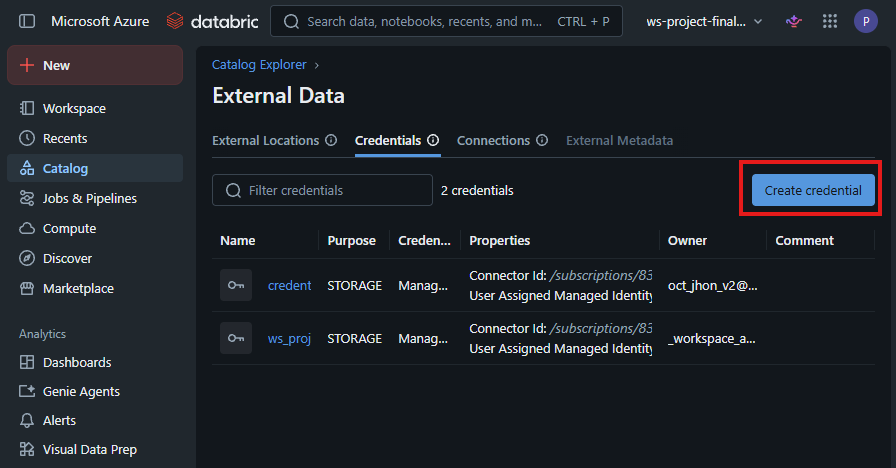 Microsoft Azure databric Search data, notebooks, recents, and m... CTRL + P ws-project-final... P
New
Workspace
Recents
Catalog
Jobs & Pipelines
Compute
Discover
Marketplace
Analytics
Dashboards
Genie Agents
Alerts
Visual Data Prep
Catalog Explorer ›
External Data
External Locations Credentials Connections External Metadata
Filter credentials 2 credentials Create credential
Name Purpose Creden... Properties Owner Comment
credent STORAGE Manag... Connector Id: /subscriptions/83 oct_jhon_v2@...
User Assigned Managed Identity
ws_proj STORAGE Manag... Connector Id: /subscriptions/83 _workspace_a...
User Assigned Managed Identity